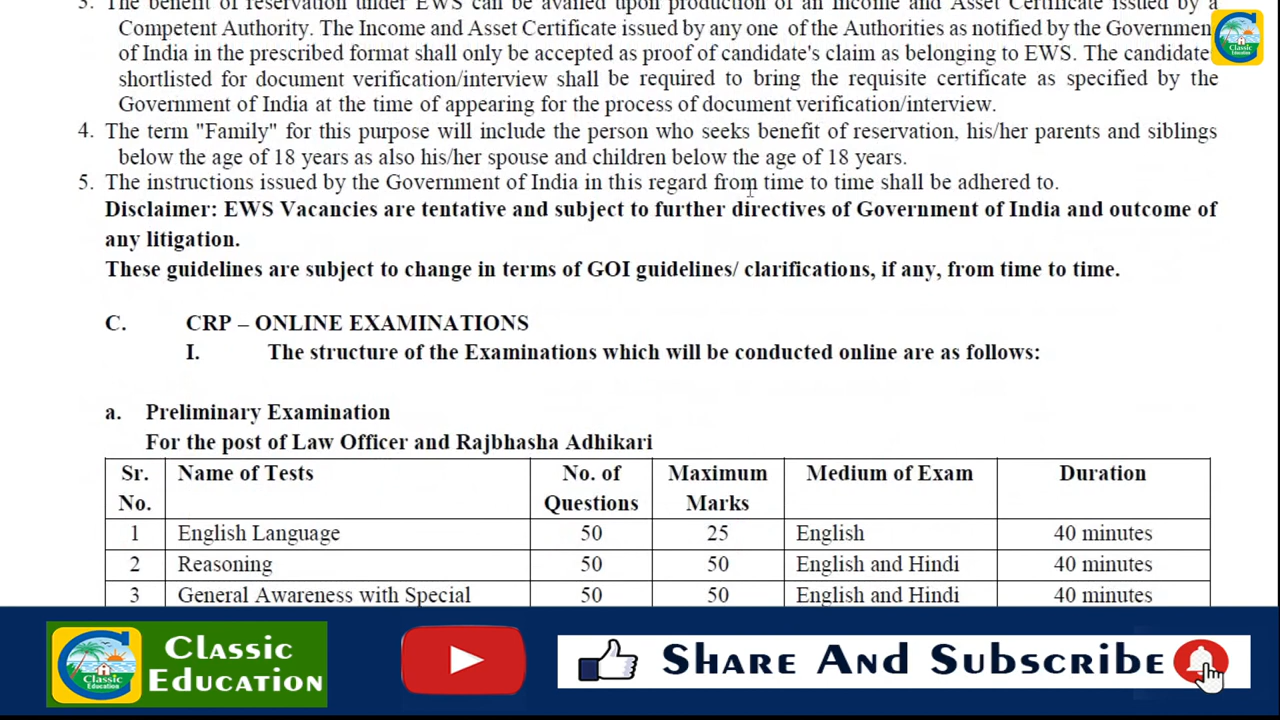 3. The benefit of reservation under EWS can be availed upon production of an Income and Asset Certificate issued by a
Competent Authority. The Income and Asset Certificate issued by any one of the Authorities as notified by the Governmen
of India in the prescribed format shall only be accepted as proof of candidate's claim as belonging to EWS. The candidate
shortlisted for document verification/interview shall be required to bring the requisite certificate as specified by the
Government of India at the time of appearing for the process of document verification/interview.
4. The term "Family" for this purpose will include the person who seeks benefit of reservation, his/her parents and siblings
below the age of 18 years as also his/her spouse and children below the age of 18 years.
5. The instructions issued by the Government of India in this regard from time to time shall be adhered to.
Disclaimer: EWS Vacancies are tentative and subject to further directives of Government of India and outcome of
any litigation.
These guidelines are subject to change in terms of GOI guidelines/ clarifications, if any, from time to time.
C. CRP – ONLINE EXAMINATIONS
I. The structure of the Examinations which will be conducted online are as follows:
a. Preliminary Examination
For the post of Law Officer and Rajbhasha Adhikari
Sr. No. Name of Tests No. of Questions Maximum Marks Medium of Exam Duration
1 English Language 50 25 English 40 minutes
2 Reasoning 50 50 English and Hindi 40 minutes
3 General Awareness with Special 50 50 English and Hindi 40 minutes
Classic
Education
Classic
Education
Classic
Education
Share And Subscribe